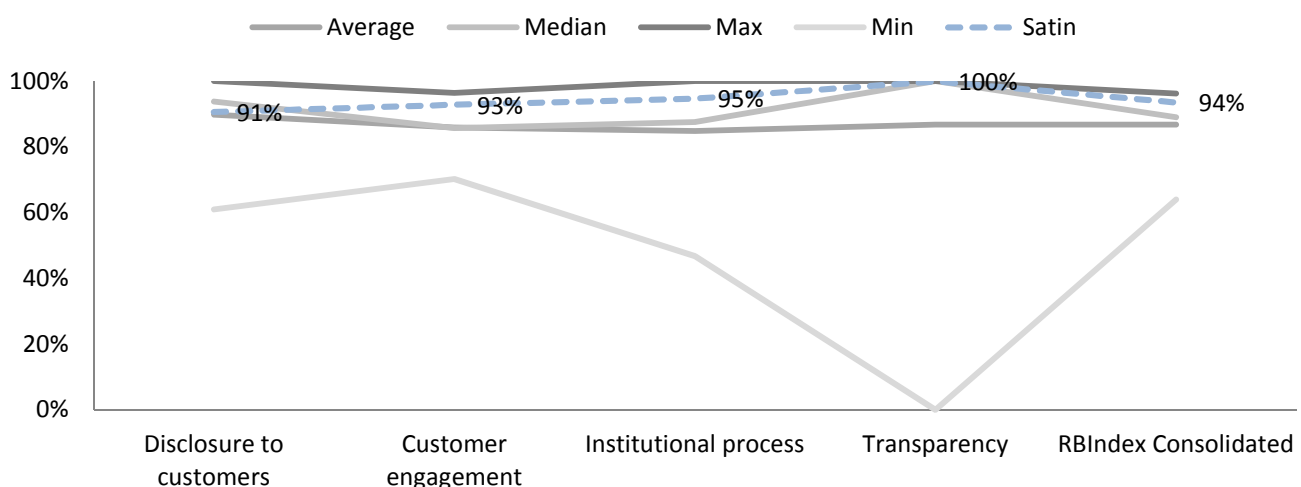 Average Median Max Min Satin
100%
80%
60%
40%
20%
0%
91%
93%
95%
100%
94%
Disclosure to
customers
Customer
engagement
Institutional process
Transparency
RBIndex Consolidated